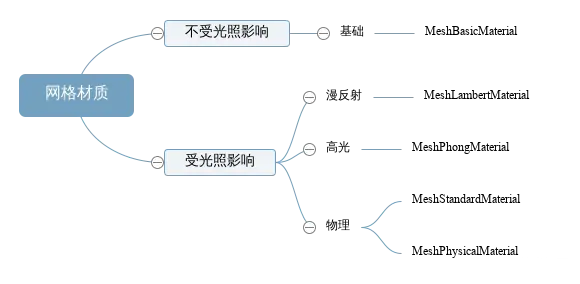 网格材质
不受光照影响
基础
MeshBasicMaterial
受光照影响
漫反射
MeshLambertMaterial
高光
MeshPhongMaterial
物理
MeshStandardMaterial
MeshPhysicalMaterial